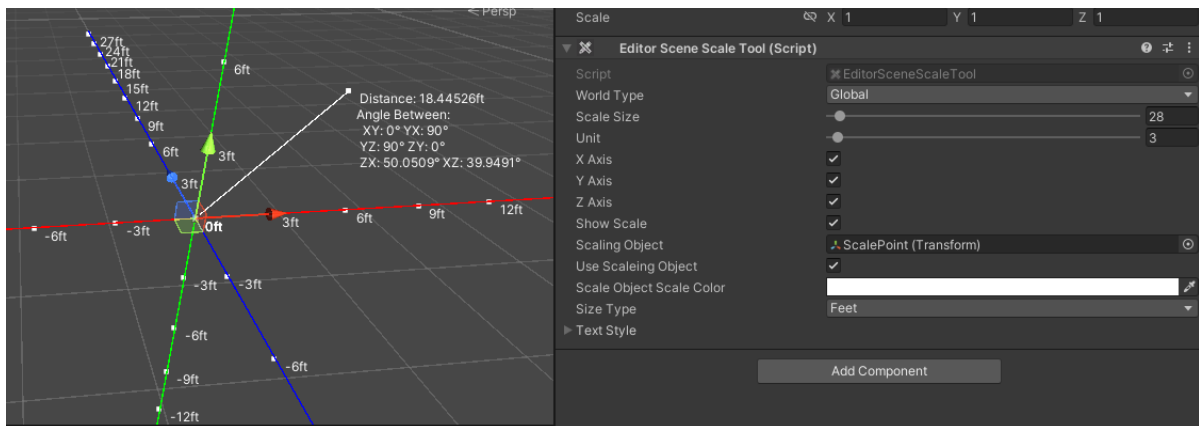 < Persp
27ft
24ft
21ft
18ft
15ft
12ft
9ft
6ft
3ft
6ft
3ft
Distance: 18.44526ft
Angle Between:
XY: 0° YX: 90°
YZ: 90° ZY: 0°
ZX: 50.0509° XZ: 39.9491°
-6ft
-3ft
0ft
3ft
6ft
9ft
12ft
-3ft
-3ft
-6ft
-6ft
-9ft
-12ft
Scale X 1 Y 1 Z 1
Editor Scene Scale Tool (Script)
Script EditorSceneScaleTool
World Type Global
Scale Size 28
Unit 3
X Axis
Y Axis
Z Axis
Show Scale
Scaling Object ScalePoint (Transform)
Use Scaleing Object
Scale Object Scale Color
Size Type Feet
Text Style
Add Component